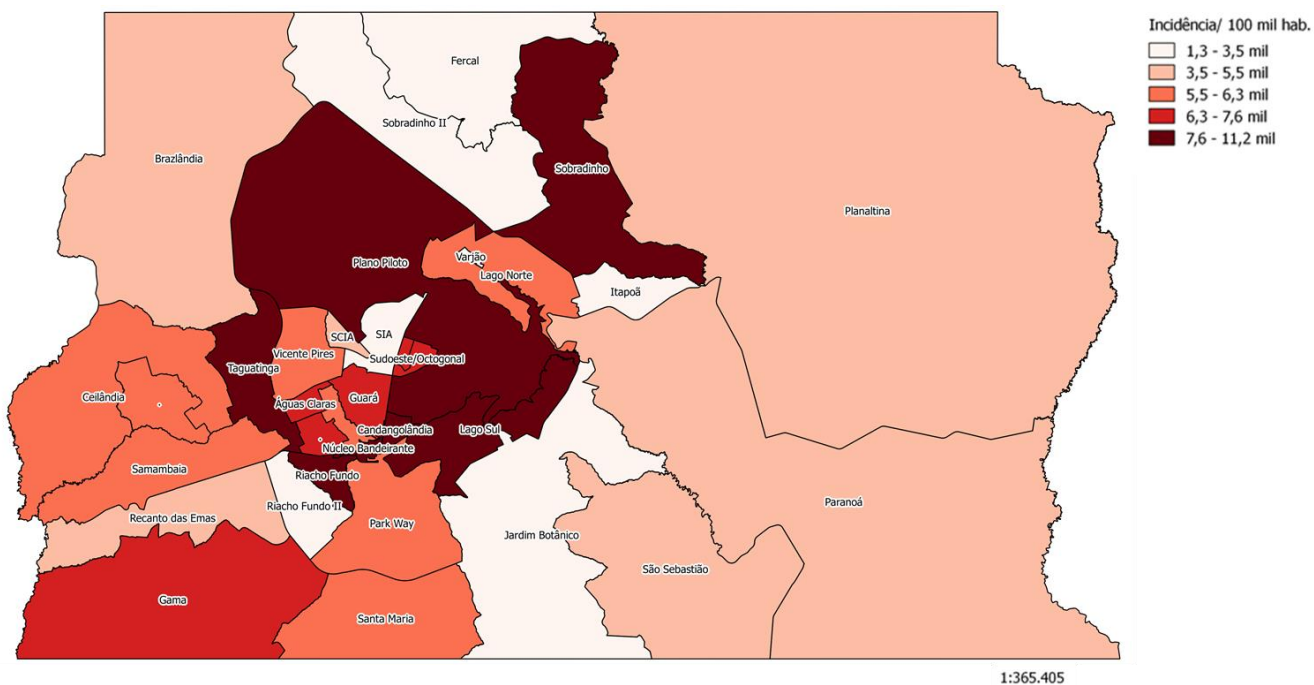 Incidência/ 100 mil hab.
1,3 - 3,5 mil
3,5 - 5,5 mil
5,5 - 6,3 mil
6,3 - 7,6 mil
7,6 - 11,2 mil
Fercal
Sobradinho II
Brazlândia
Sobradinho
Planaltina
Varjão
Plano Piloto
Lago Norte
Itapoã
SCIA
SIA
Vicente Pires
Sudoeste/Octogonal
Taguatinga
Ceilândia
Águas Claras
Guará
Candangolândia
Lago Sul
Núcleo Bandeirante
Samambaia
Riacho Fundo
Paranoá
Riacho Fundo II
Recanto das Emas
Park Way
Jardim Botânico
São Sebastião
Gama
Santa Maria
1:365.405